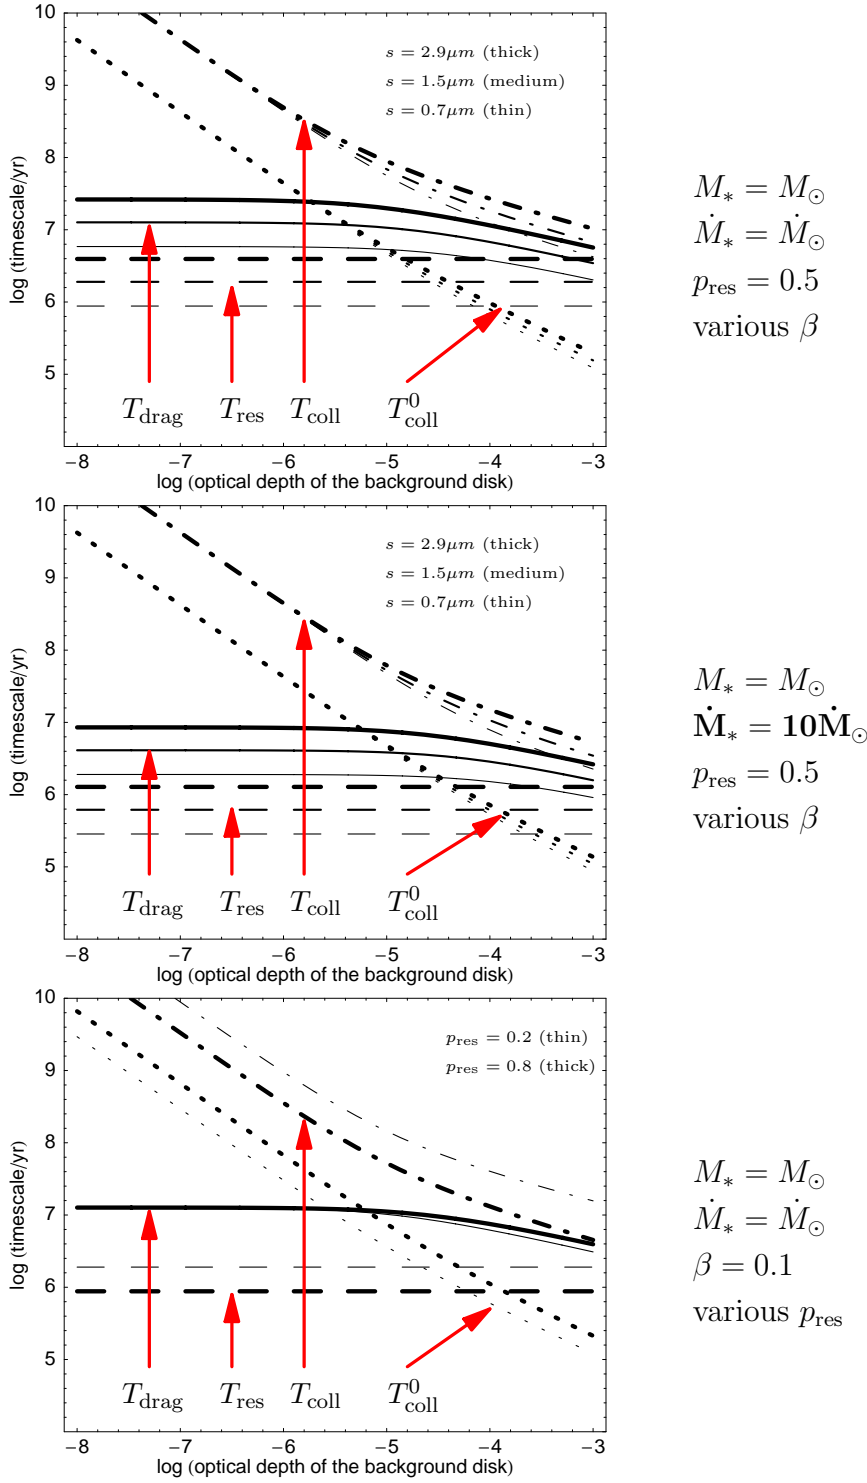 10
9
8
7
6
5
log (timescale/yr)
s = 2.9μm (thick)
s = 1.5μm (medium)
s = 0.7μm (thin)
T_drag T_res T_coll T^0_coll
−8 −7 −6 −5 −4 −3
log (optical depth of the background disk)
M_* = M_⊙
Ṁ_* = Ṁ_⊙
p_res = 0.5
various β
10
9
8
7
6
5
log (timescale/yr)
s = 2.9μm (thick)
s = 1.5μm (medium)
s = 0.7μm (thin)
T_drag T_res T_coll T^0_coll
−8 −7 −6 −5 −4 −3
log (optical depth of the background disk)
M_* = M_⊙
Ṁ_* = 10Ṁ_⊙
p_res = 0.5
various β
10
9
8
7
6
5
log (timescale/yr)
p_res = 0.2 (thin)
p_res = 0.8 (thick)
T_drag T_res T_coll T^0_coll
−8 −7 −6 −5 −4 −3
log (optical depth of the background disk)
M_* = M_⊙
Ṁ_* = Ṁ_⊙
β = 0.1
various p_res